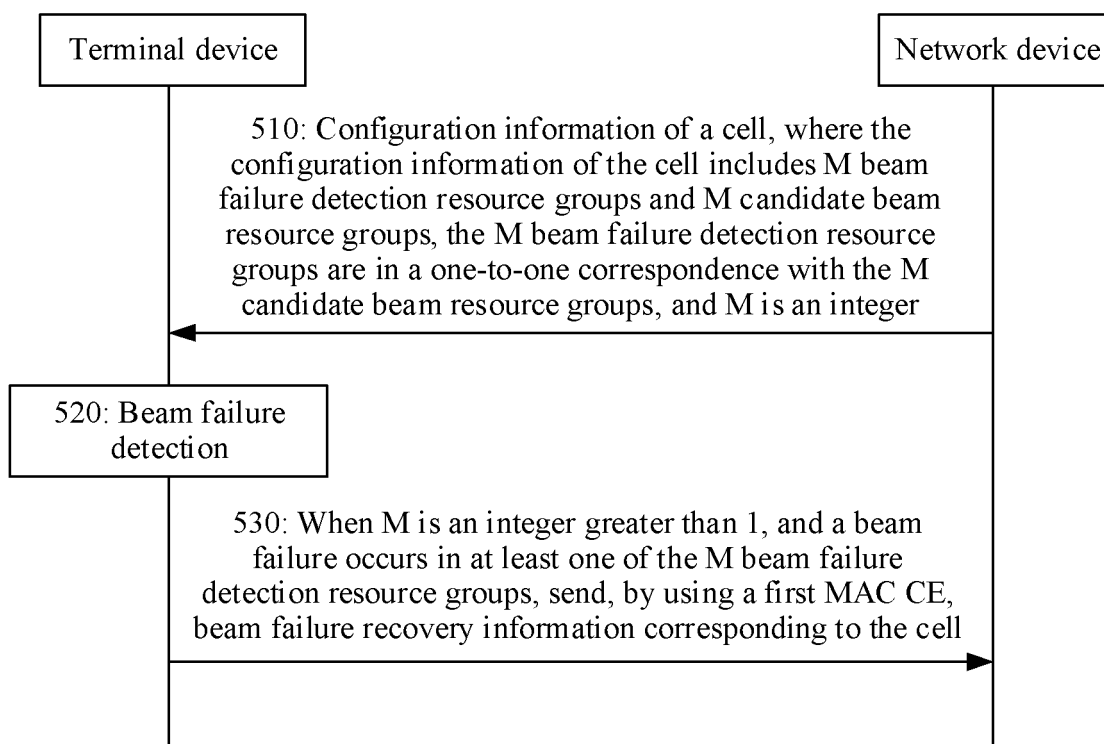 Terminal device
Network device
510: Configuration information of a cell, where the
configuration information of the cell includes M beam
failure detection resource groups and M candidate beam
resource groups, the M beam failure detection resource
groups are in a one-to-one correspondence with the M
candidate beam resource groups, and M is an integer
520: Beam failure
detection
530: When M is an integer greater than 1, and a beam
failure occurs in at least one of the M beam failure
detection resource groups, send, by using a first MAC CE,
beam failure recovery information corresponding to the cell